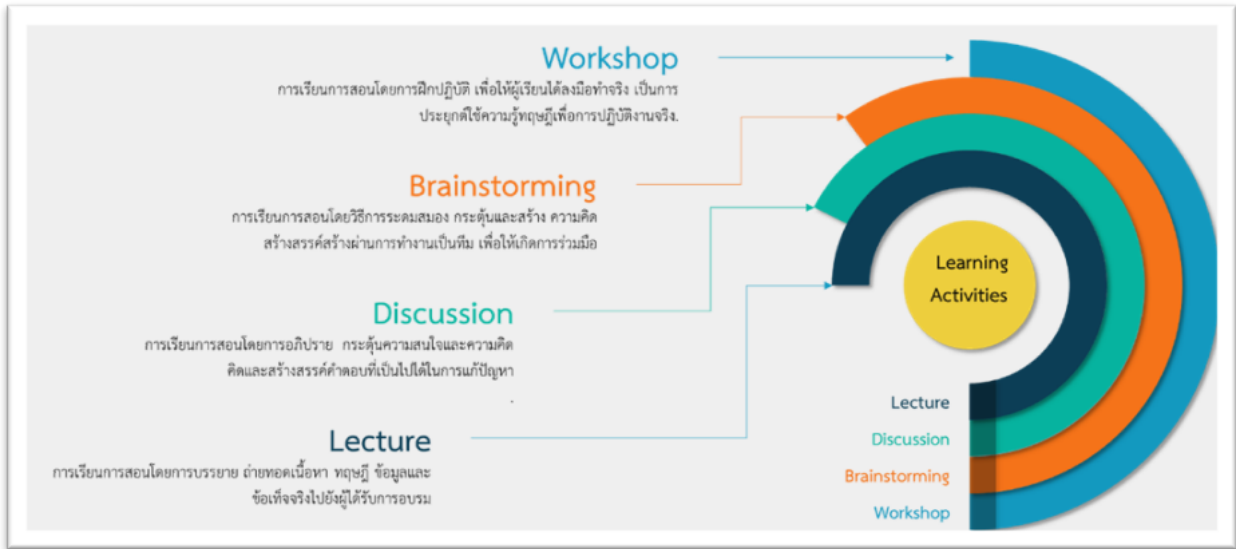 Workshop
การเรียนการสอนโดยการฝึกปฏิบัติ เพื่อให้ผู้เรียนได้ลงมือทำจริง เป็นการ
ประยุกต์ใช้ความรู้ทฤษฎีเพื่อการปฏิบัติงานจริง.
Brainstorming
การเรียนการสอนโดยวิธีการระดมสมอง กระตุ้นและสร้าง ความคิด
สร้างสรรค์สร้างผ่านการทำงานเป็นทีม เพื่อให้เกิดการร่วมมือ
Discussion
การเรียนการสอนโดยการอภิปราย กระตุ้นความสนใจและความคิด
คิดและสร้างสรรค์คำตอบที่เป็นไปได้ในการแก้ปัญหา
.
Lecture
การเรียนการสอนโดยการบรรยาย ถ่ายทอดเนื้อหา ทฤษฎี ข้อมูลและ
ข้อเท็จจริงไปยังผู้ได้รับการอบรม
Learning
Activities
Lecture
Discussion
Brainstorming
Workshop